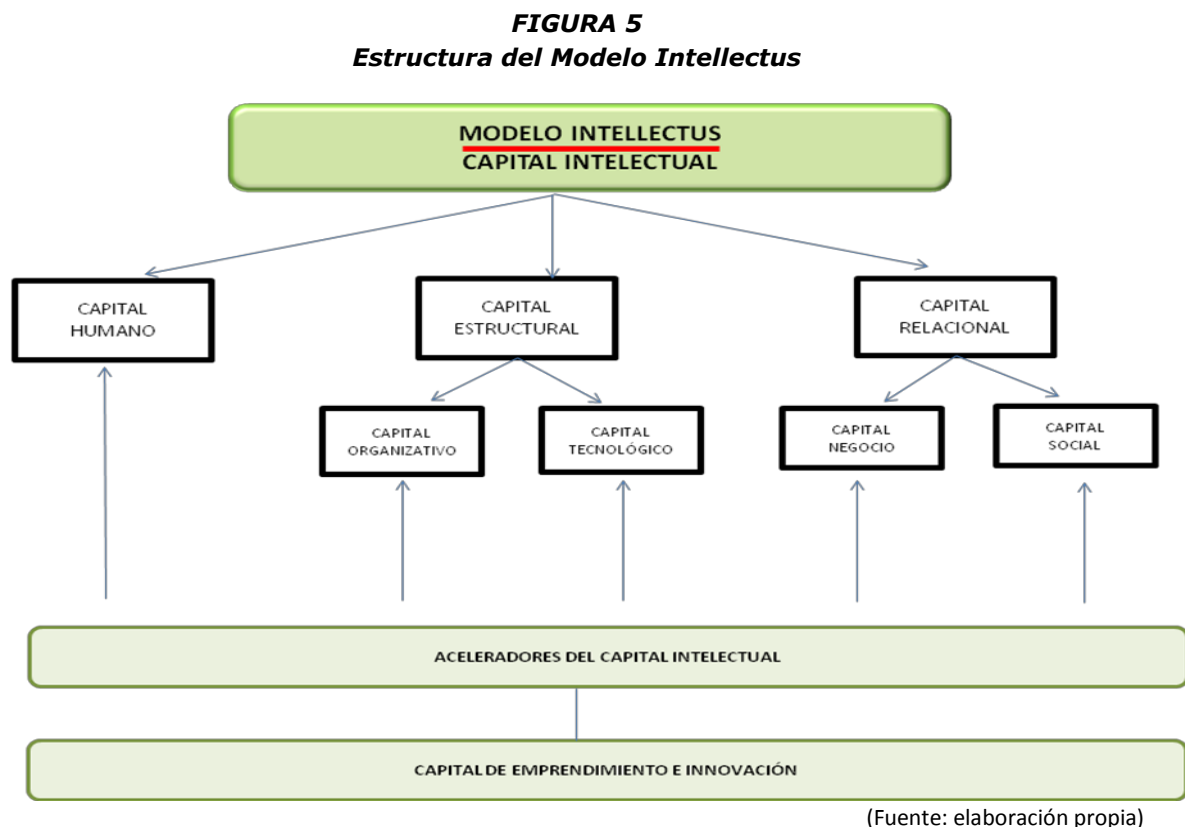 FIGURA 5
Estructura del Modelo Intellectus
MODELO INTELLECTUS
CAPITAL INTELECTUAL
CAPITAL
HUMANO
CAPITAL
ESTRUCTURAL
CAPITAL
RELACIONAL
CAPITAL
ORGANIZATIVO
CAPITAL
TECNOLÓGICO
CAPITAL
NEGOCIO
CAPITAL
SOCIAL
ACELERADORES DEL CAPITAL INTELECTUAL
CAPITAL DE EMPRENDIMIENTO E INNOVACIÓN
(Fuente: elaboración propia)